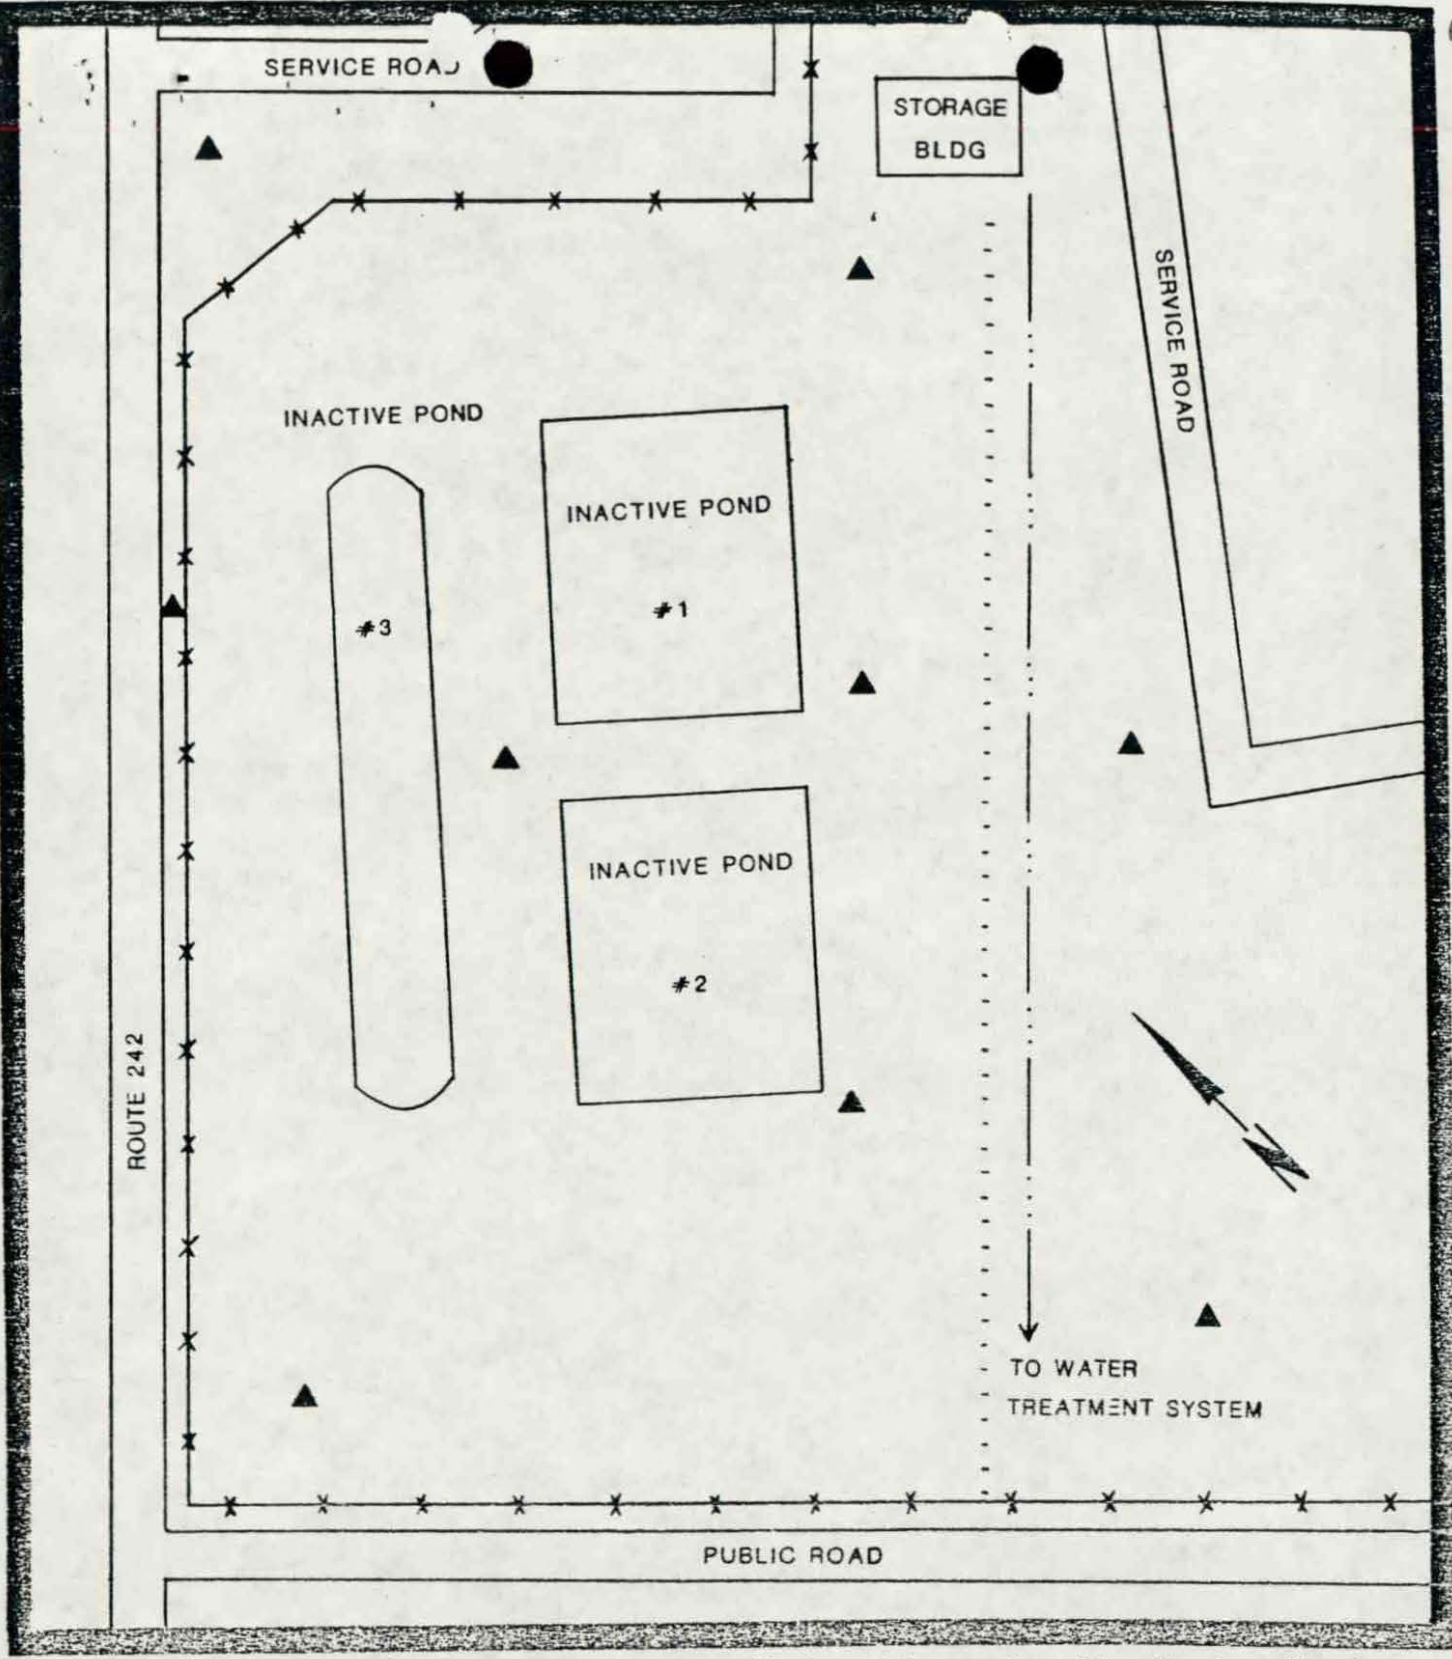 SERVICE ROAD
STORAGE
BLDG
SERVICE ROAD
INACTIVE POND
INACTIVE POND
#1
#3
INACTIVE POND
#2
ROUTE 242
N
TO WATER
TREATMENT SYSTEM
PUBLIC ROAD